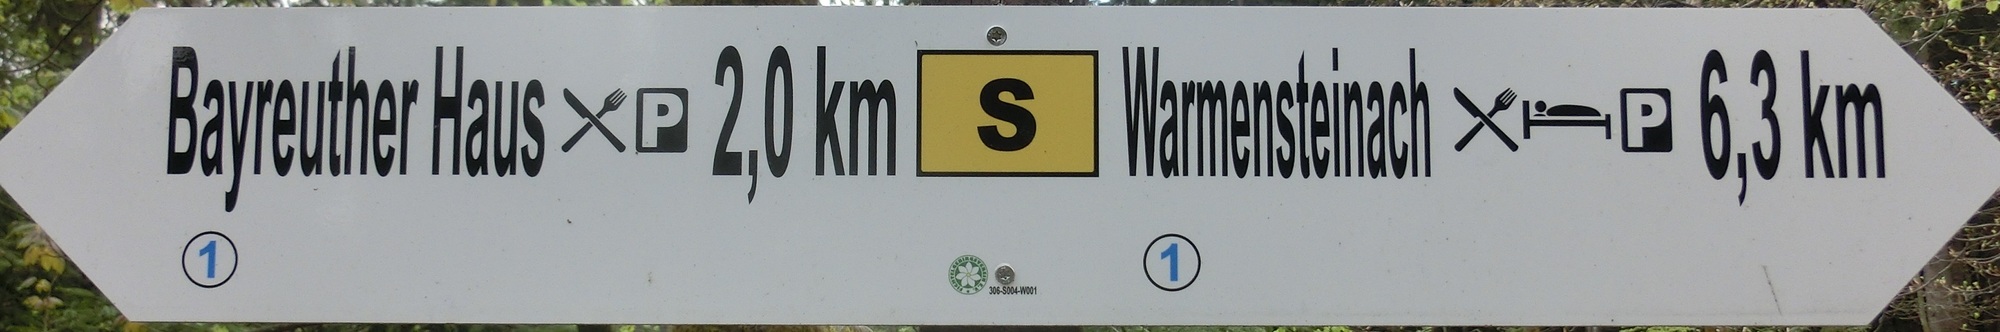 Bayreuther Haus P 2,0 km S Warmensteinach P 6,3 km
1 1
306-S004-W001